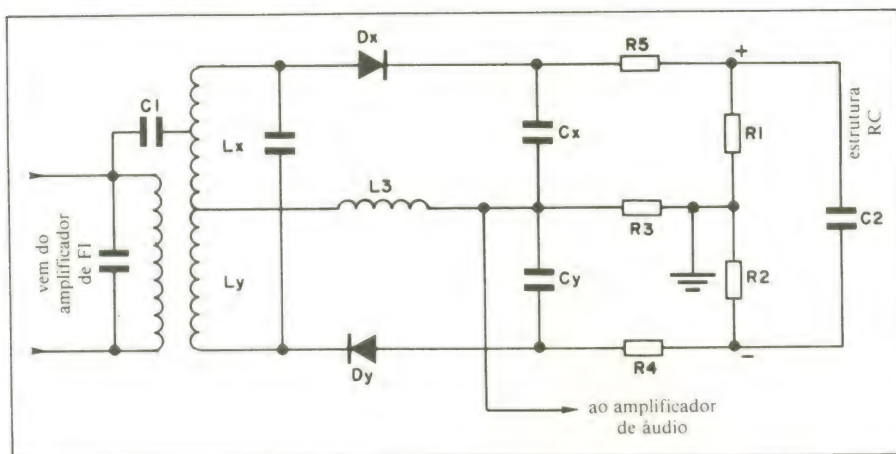 Dx
R5
+
C1
Lx
Cx
R1
estrutura
RC
L3
R3
C2
vem do
amplificador
de FI
Ly
Cy
R2
Dy
R4
-
ao amplificador
de áudio